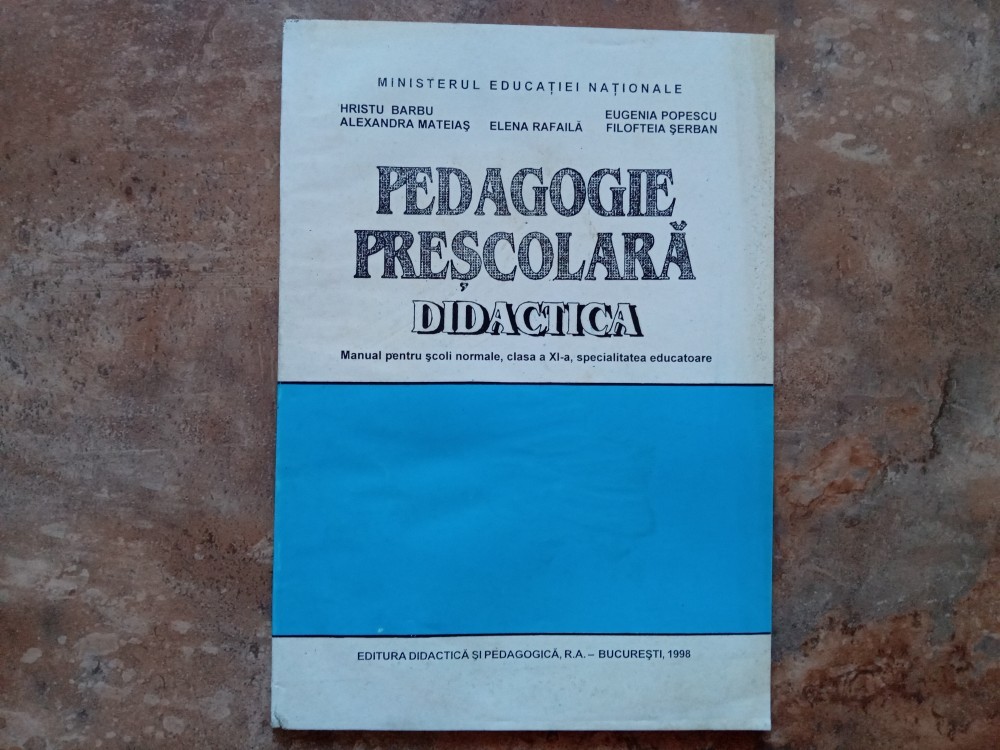 MINISTERUL EDUCAȚIEI NAȚIONALE
HRISTU BARBU EUGENIA POPESCU
ALEXANDRA MATEIAȘ ELENA RAFAILĂ FILOFTEIA ȘERBAN
PEDAGOGIE
PREȘCOLARĂ
DIDACTICA
Manual pentru școli normale, clasa a XI-a, specialitatea educatoare
EDITURA DIDACTICĂ ȘI PEDAGOGICĂ, R.A. – BUCUREȘTI, 1998